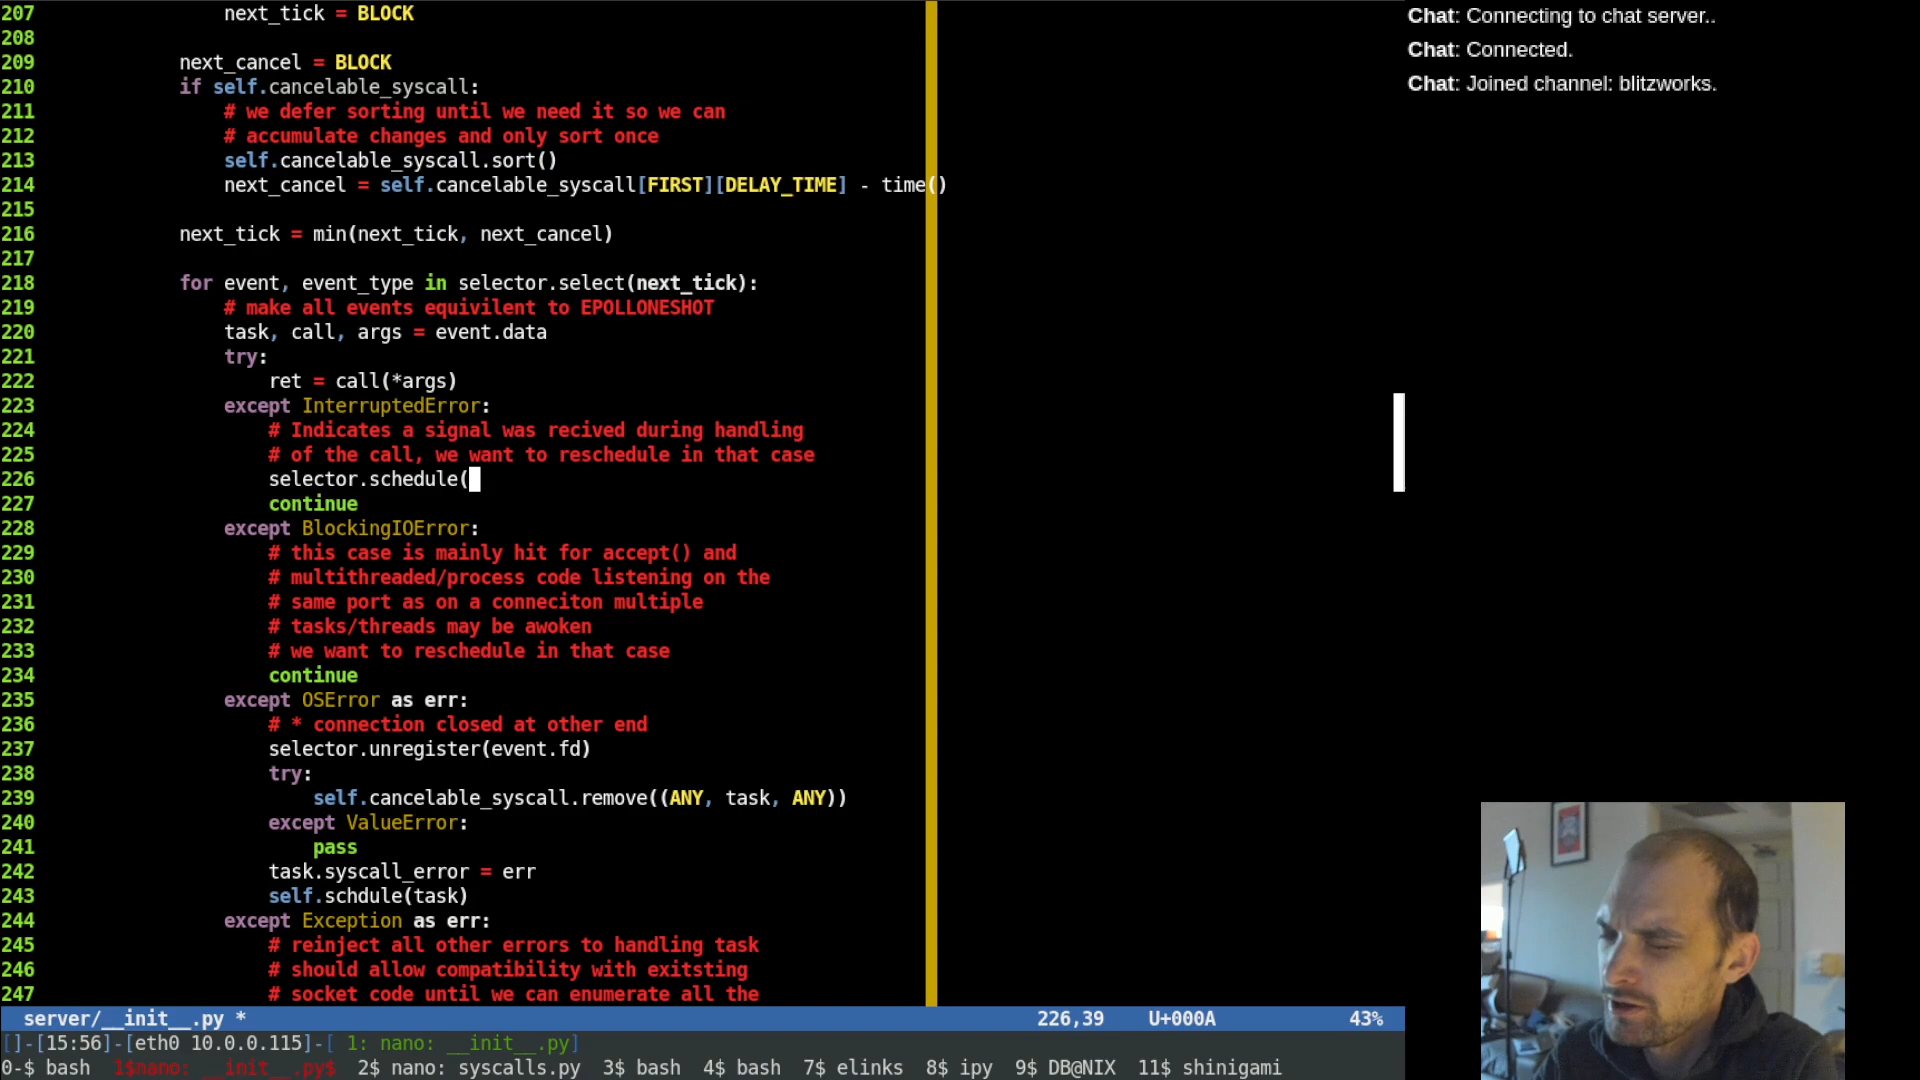 207 next_tick = BLOCK
208
209 next_cancel = BLOCK
210 if self.cancelable_syscall:
211 # we defer sorting until we need it so we can
212 # accumulate changes and only sort once
213 self.cancelable_syscall.sort()
214 next_cancel = self.cancelable_syscall[FIRST][DELAY_TIME] - time()
215
216 next_tick = min(next_tick, next_cancel)
217
218 for event, event_type in selector.select(next_tick):
219 # make all events equivilent to EPOLLONESHOT
220 task, call, args = event.data
221 try:
222 ret = call(*args)
223 except InterruptedError:
224 # Indicates a signal was recived during handling
225 # of the call, we want to reschedule in that case
226 selector.schedule(
227 continue
228 except BlockingIOError:
229 # this case is mainly hit for accept() and
230 # multithreaded/process code listening on the
231 # same port as on a conneciton multiple
232 # tasks/threads may be awoken
233 # we want to reschedule in that case
234 continue
235 except OSError as err:
236 # * connection closed at other end
237 selector.unregister(event.fd)
238 try:
239 self.cancelable_syscall.remove((ANY, task, ANY))
240 except ValueError:
241 pass
242 task.syscall_error = err
243 self.schdule(task)
244 except Exception as err:
245 # reinject all other errors to handling task
246 # should allow compatibility with exitsting
247 # socket code until we can enumerate all the
server/__init__.py * 226,39 U+000A 43%
[]-[15:56]-[eth0 10.0.0.115]-[ 1: nano: __init__.py]
0-$ bash 1$nano: __init__.py$ 2$ nano: syscalls.py 3$ bash 4$ bash 7$ elinks 8$ ipy 9$ DB@NIX 11$ shinigami
Chat: Connecting to chat server..
Chat: Connected.
Chat: Joined channel: blitzworks.